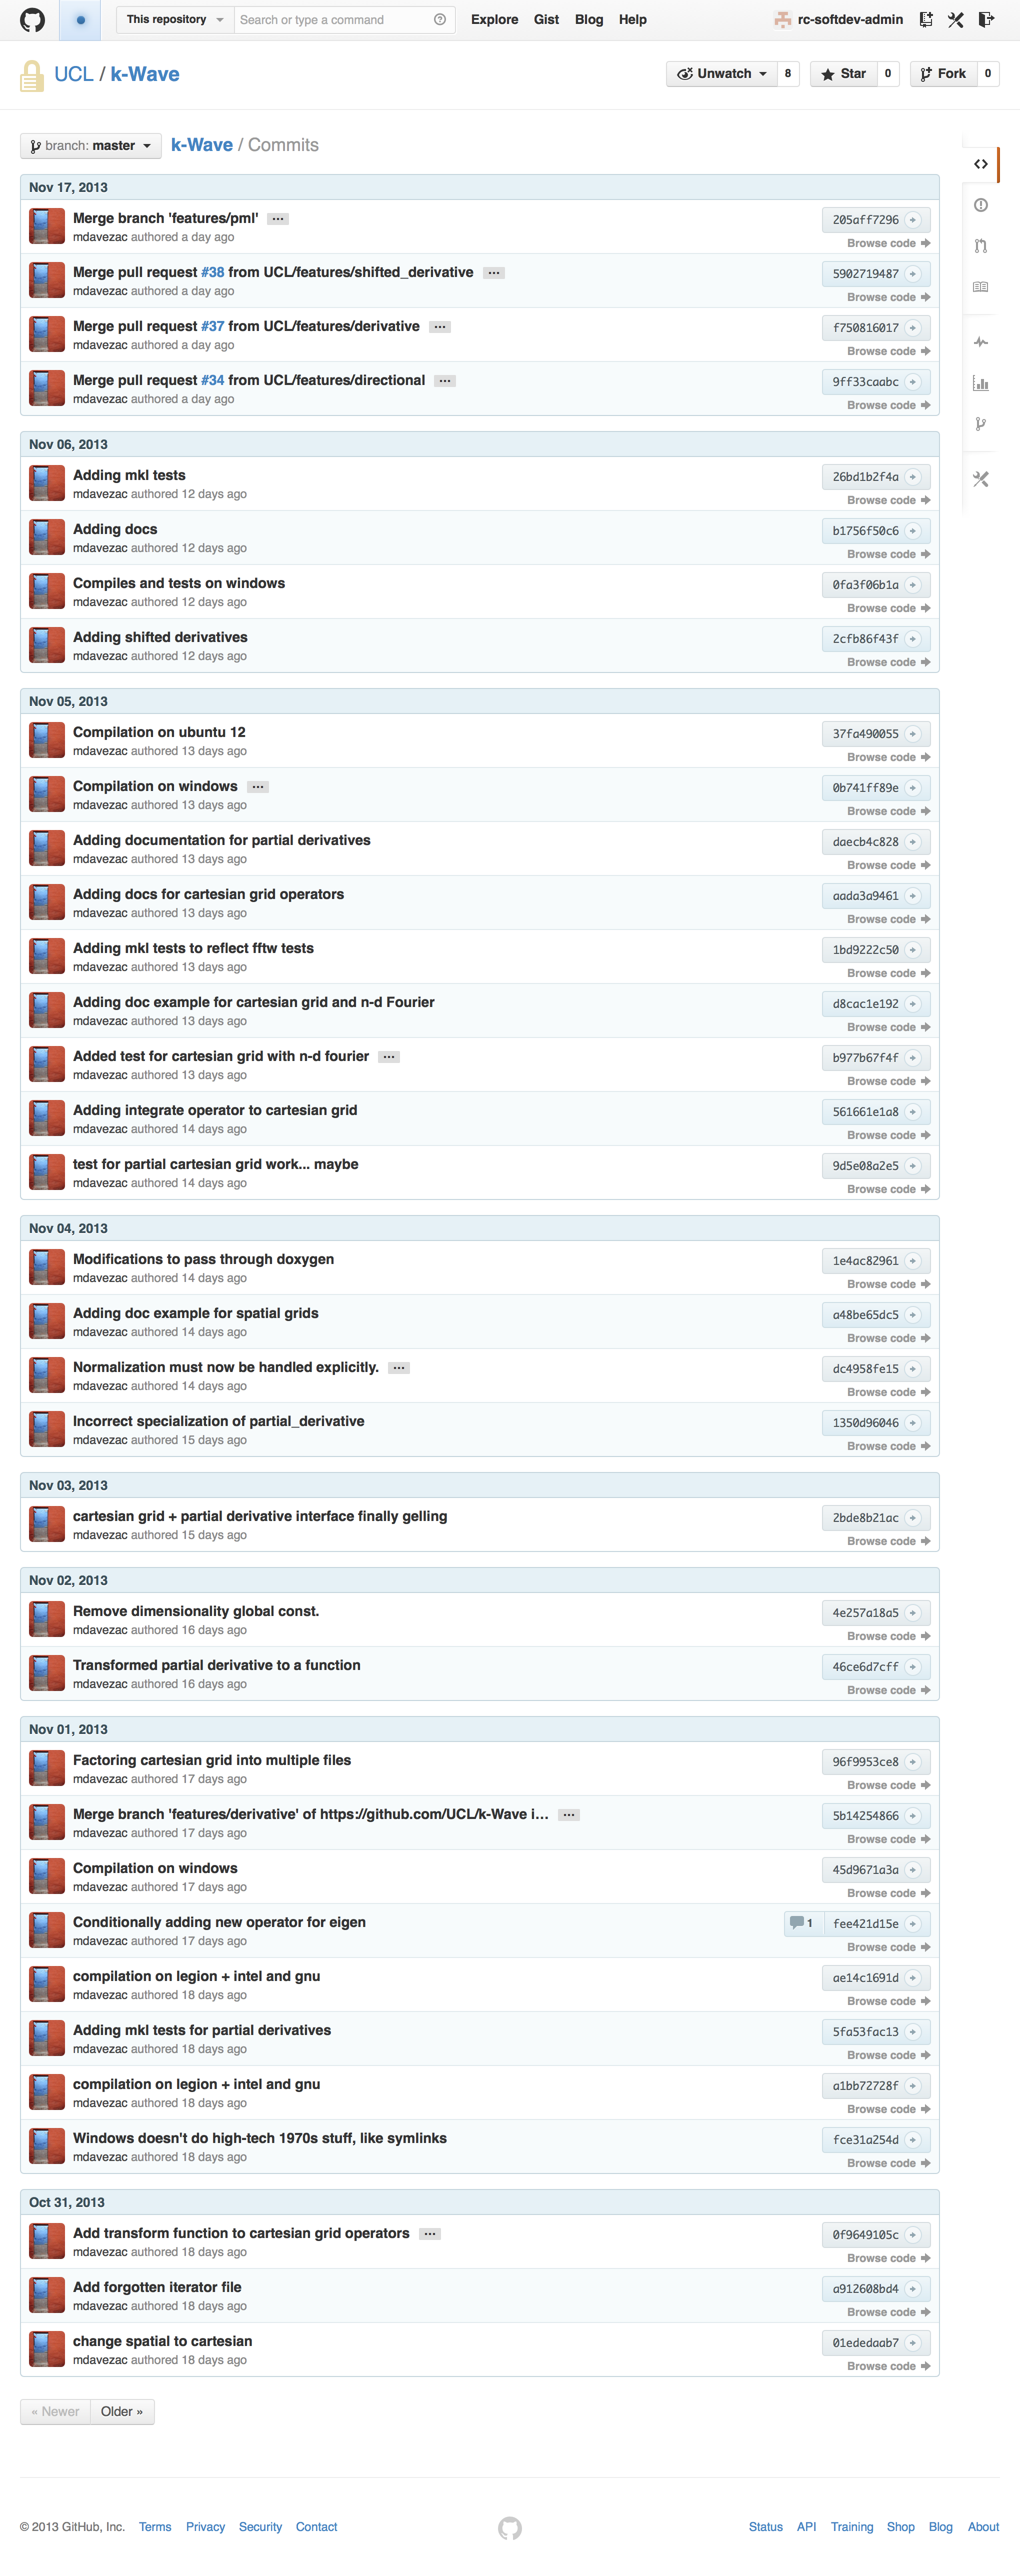 This repository Search or type a command Explore Gist Blog Help rc-softdev-admin
UCL / k-Wave Unwatch 8 Star 0 Fork 0
branch: master k-Wave / Commits
Nov 17, 2013
Merge branch 'features/pml' ... 205aff7296
mdavezac authored a day ago Browse code
Merge pull request #38 from UCL/features/shifted_derivative ... 5902719487
mdavezac authored a day ago Browse code
Merge pull request #37 from UCL/features/derivative ... f750816017
mdavezac authored a day ago Browse code
Merge pull request #34 from UCL/features/directional ... 9ff33caabc
mdavezac authored a day ago Browse code
Nov 06, 2013
Adding mkl tests 26bd1b2f4a
mdavezac authored 12 days ago Browse code
Adding docs b1756f50c6
mdavezac authored 12 days ago Browse code
Compiles and tests on windows 0fa3f06b1a
mdavezac authored 12 days ago Browse code
Adding shifted derivatives 2cfb86f43f
mdavezac authored 12 days ago Browse code
Nov 05, 2013
Compilation on ubuntu 12 37fa490055
mdavezac authored 13 days ago Browse code
Compilation on windows ... 0b741ff89e
mdavezac authored 13 days ago Browse code
Adding documentation for partial derivatives daecb4c828
mdavezac authored 13 days ago Browse code
Adding docs for cartesian grid operators aada3a9461
mdavezac authored 13 days ago Browse code
Adding mkl tests to reflect fftw tests 1bd9222c50
mdavezac authored 13 days ago Browse code
Adding doc example for cartesian grid and n-d Fourier d8cac1e192
mdavezac authored 13 days ago Browse code
Added test for cartesian grid with n-d fourier ... b977b67f4f
mdavezac authored 13 days ago Browse code
Adding integrate operator to cartesian grid 561661e1a8
mdavezac authored 14 days ago Browse code
test for partial cartesian grid work... maybe 9d5e08a2e5
mdavezac authored 14 days ago Browse code
Nov 04, 2013
Modifications to pass through doxygen 1e4ac82961
mdavezac authored 14 days ago Browse code
Adding doc example for spatial grids a48be65dc5
mdavezac authored 14 days ago Browse code
Normalization must now be handled explicitly. ... dc4958fe15
mdavezac authored 14 days ago Browse code
Incorrect specialization of partial_derivative 1350d96046
mdavezac authored 15 days ago Browse code
Nov 03, 2013
cartesian grid + partial derivative interface finally gelling 2bde8b21ac
mdavezac authored 15 days ago Browse code
Nov 02, 2013
Remove dimensionality global const. 4e257a18a5
mdavezac authored 16 days ago Browse code
Transformed partial derivative to a function 46ce6d7cff
mdavezac authored 16 days ago Browse code
Nov 01, 2013
Factoring cartesian grid into multiple files 96f9953ce8
mdavezac authored 17 days ago Browse code
Merge branch 'features/derivative' of https://github.com/UCL/k-Wave i... ... 5b14254866
mdavezac authored 17 days ago Browse code
Compilation on windows 45d9671a3a
mdavezac authored 17 days ago Browse code
Conditionally adding new operator for eigen 1 fee421d15e
mdavezac authored 17 days ago Browse code
compilation on legion + intel and gnu ae14c1691d
mdavezac authored 18 days ago Browse code
Adding mkl tests for partial derivatives 5fa53fac13
mdavezac authored 18 days ago Browse code
compilation on legion + intel and gnu a1bb72728f
mdavezac authored 18 days ago Browse code
Windows doesn't do high-tech 1970s stuff, like symlinks fce31a254d
mdavezac authored 18 days ago Browse code
Oct 31, 2013
Add transform function to cartesian grid operators ... 0f9649105c
mdavezac authored 18 days ago Browse code
Add forgotten iterator file a912608bd4
mdavezac authored 18 days ago Browse code
change spatial to cartesian 01ededaab7
mdavezac authored 18 days ago Browse code
« Newer Older »
© 2013 GitHub, Inc. Terms Privacy Security Contact Status API Training Shop Blog About